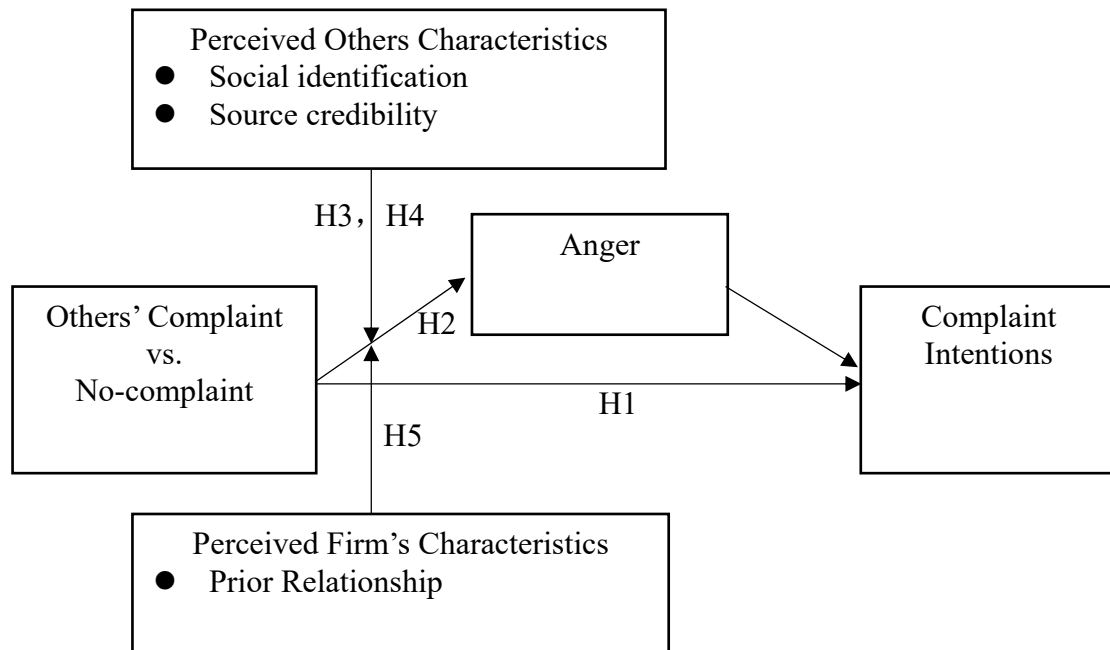 Perceived Others Characteristics
● Social identification
● Source credibility
H3， H4
Anger
H2
Others’ Complaint
vs.
No-complaint
Complaint
Intentions
H1
H5
Perceived Firm’s Characteristics
● Prior Relationship